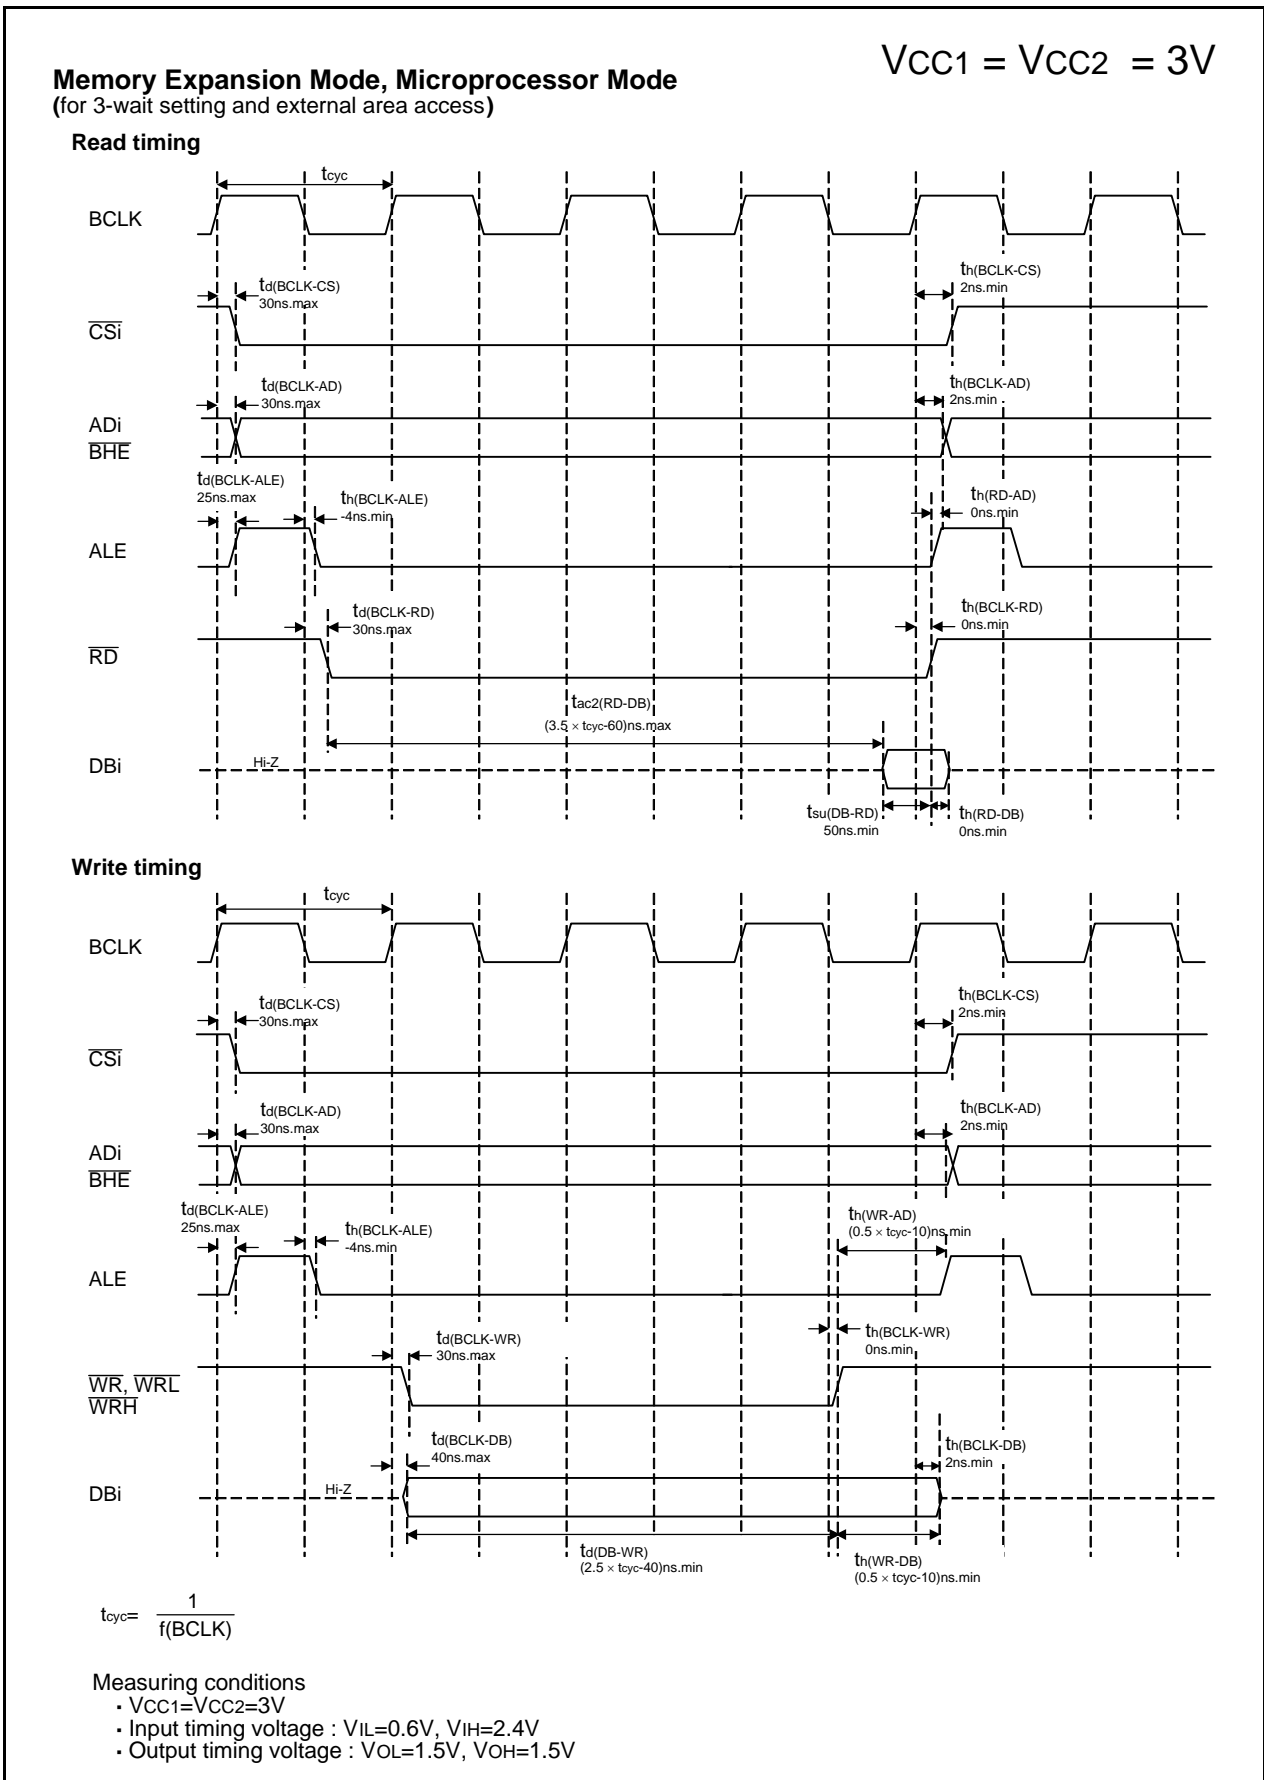 VCC1 = VCC2 = 3V
Memory Expansion Mode, Microprocessor Mode
(for 3-wait setting and external area access)
Read timing
tcyc
BCLK
td(BCLK-CS)
30ns.max
th(BCLK-CS)
2ns.min
CSi
td(BCLK-AD)
30ns.max
th(BCLK-AD)
2ns.min
ADi
BHE
td(BCLK-ALE)
25ns.max
th(BCLK-ALE)
-4ns.min
th(RD-AD)
0ns.min
ALE
td(BCLK-RD)
30ns.max
th(BCLK-RD)
0ns.min
RD
tac2(RD-DB)
(3.5 × tcyc-60)ns.max
DBi
Hi-Z
tsu(DB-RD)
50ns.min
th(RD-DB)
0ns.min
Write timing
tcyc
BCLK
td(BCLK-CS)
30ns.max
th(BCLK-CS)
2ns.min
CSi
td(BCLK-AD)
30ns.max
th(BCLK-AD)
2ns.min
ADi
BHE
td(BCLK-ALE)
25ns.max
th(BCLK-ALE)
-4ns.min
th(WR-AD)
(0.5 × tcyc-10)ns.min
ALE
td(BCLK-WR)
30ns.max
th(BCLK-WR)
0ns.min
WR, WRL
WRH
td(BCLK-DB)
40ns.max
th(BCLK-DB)
2ns.min
DBi
Hi-Z
td(DB-WR)
(2.5 × tcyc-40)ns.min
th(WR-DB)
(0.5 × tcyc-10)ns.min
tcyc= 1
f(BCLK)
Measuring conditions
· VCC1=VCC2=3V
· Input timing voltage : VIL=0.6V, VIH=2.4V
· Output timing voltage : VOL=1.5V, VOH=1.5V